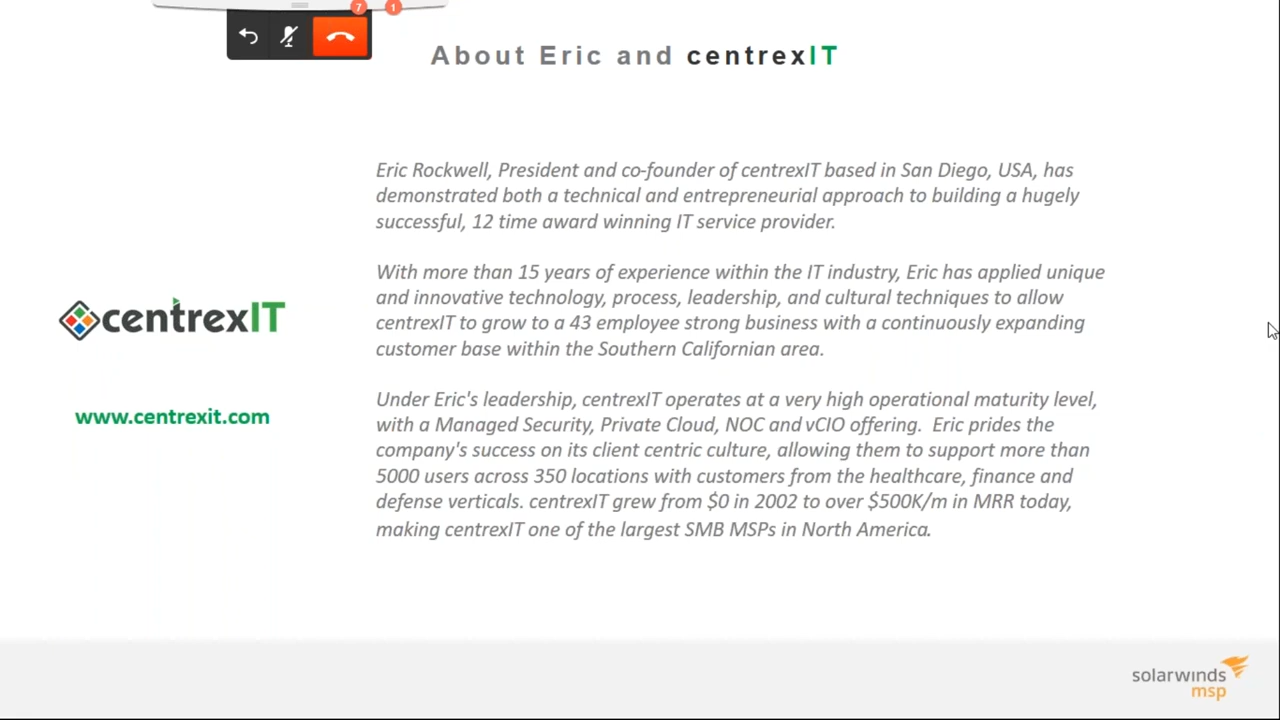 7 1
About Eric and centrexIT
Eric Rockwell, President and co-founder of centrexIT based in San Diego, USA, has
demonstrated both a technical and entrepreneurial approach to building a hugely
successful, 12 time award winning IT service provider.
With more than 15 years of experience within the IT industry, Eric has applied unique
and innovative technology, process, leadership, and cultural techniques to allow
centrexIT to grow to a 43 employee strong business with a continuously expanding
customer base within the Southern Californian area.
centrexIT
www.centrexit.com
Under Eric's leadership, centrexIT operates at a very high operational maturity level,
with a Managed Security, Private Cloud, NOC and vCIO offering.  Eric prides the
company's success on its client centric culture, allowing them to support more than
5000 users across 350 locations with customers from the healthcare, finance and
defense verticals. centrexIT grew from $0 in 2002 to over $500K/m in MRR today,
making centrexIT one of the largest SMB MSPs in North America.
solarwinds
msp